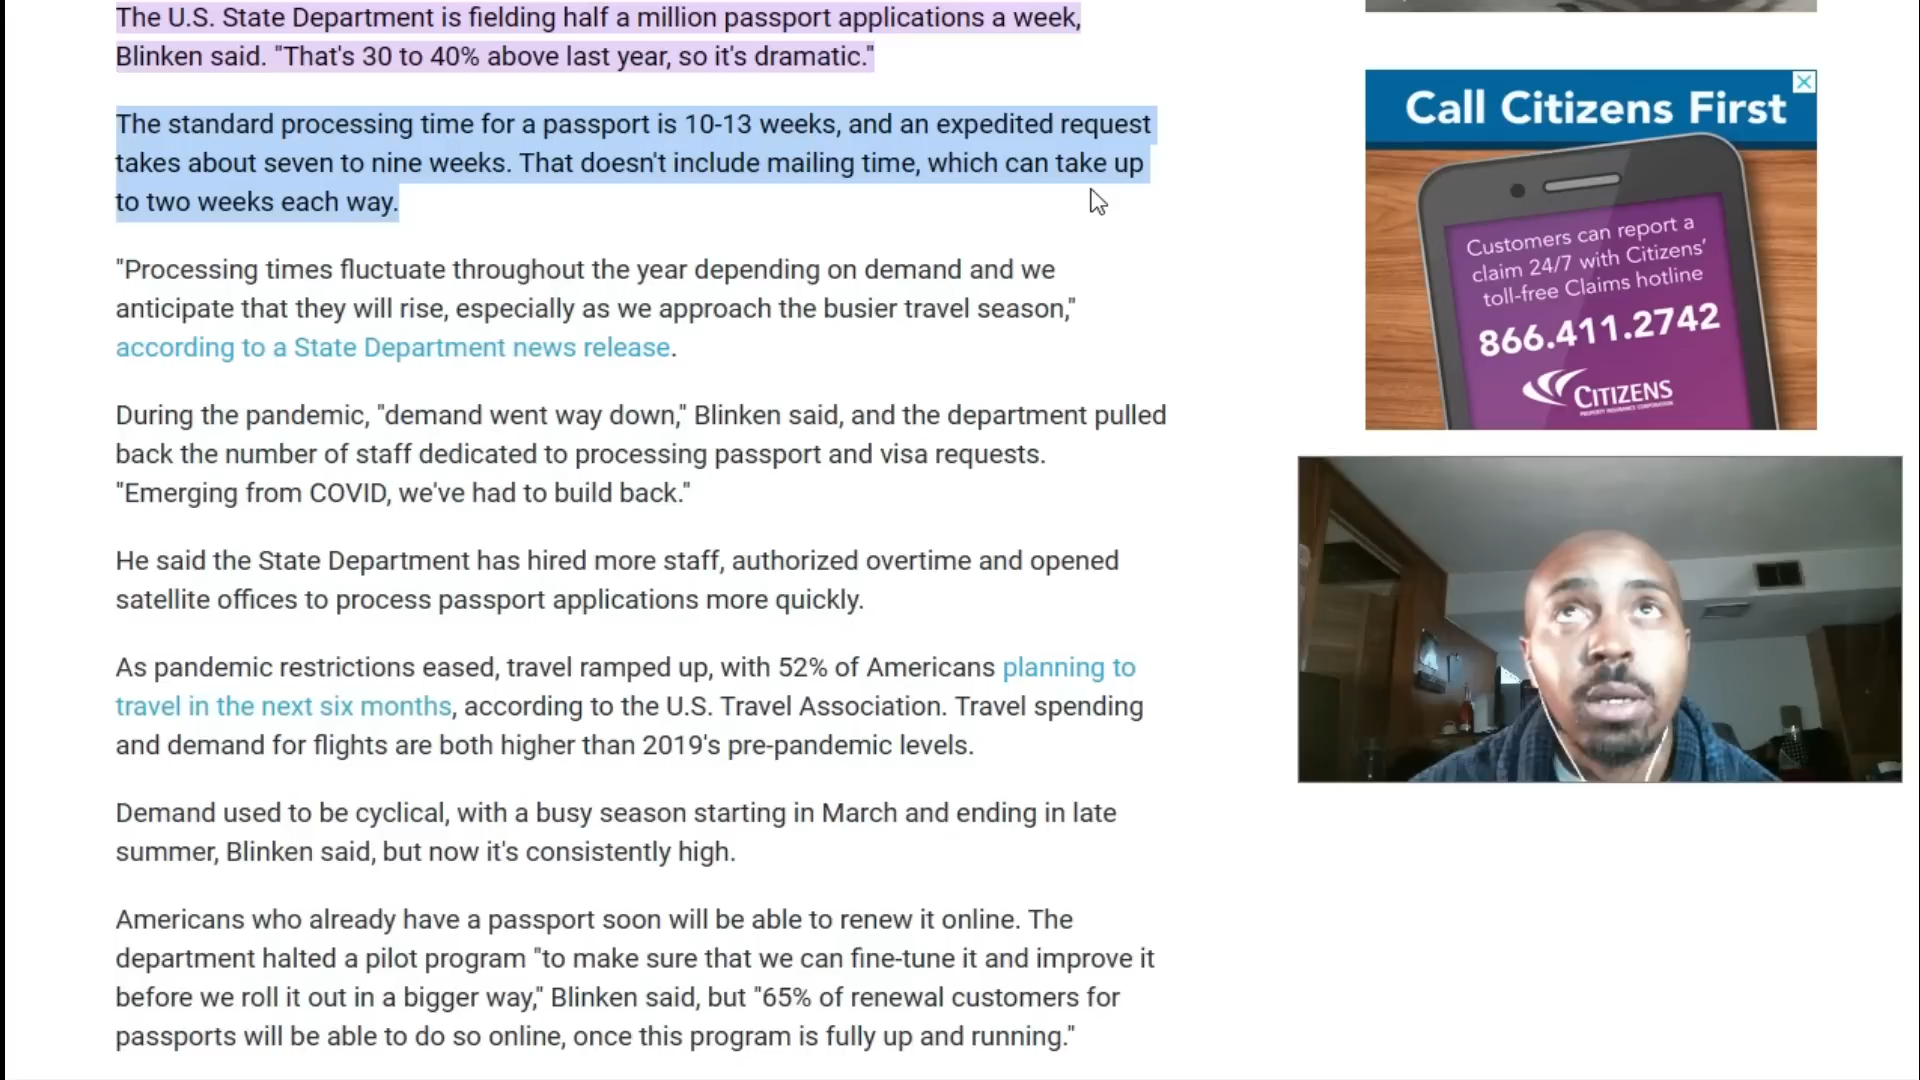 The U.S. State Department is fielding half a million passport applications a week,
Blinken said. "That's 30 to 40% above last year, so it's dramatic."
The standard processing time for a passport is 10-13 weeks, and an expedited request
takes about seven to nine weeks. That doesn't include mailing time, which can take up
to two weeks each way.
"Processing times fluctuate throughout the year depending on demand and we
anticipate that they will rise, especially as we approach the busier travel season,"
according to a State Department news release.
During the pandemic, "demand went way down," Blinken said, and the department pulled
back the number of staff dedicated to processing passport and visa requests.
"Emerging from COVID, we've had to build back."
He said the State Department has hired more staff, authorized overtime and opened
satellite offices to process passport applications more quickly.
As pandemic restrictions eased, travel ramped up, with 52% of Americans planning to
travel in the next six months, according to the U.S. Travel Association. Travel spending
and demand for flights are both higher than 2019's pre-pandemic levels.
Demand used to be cyclical, with a busy season starting in March and ending in late
summer, Blinken said, but now it's consistently high.
Americans who already have a passport soon will be able to renew it online. The
department halted a pilot program "to make sure that we can fine-tune it and improve it
before we roll it out in a bigger way," Blinken said, but "65% of renewal customers for
passports will be able to do so online, once this program is fully up and running."
Call Citizens First
Customers can report a
claim 24/7 with Citizens'
toll-free Claims hotline
866.411.2742
CITIZENS
PROPERTY INSURANCE CORPORATION